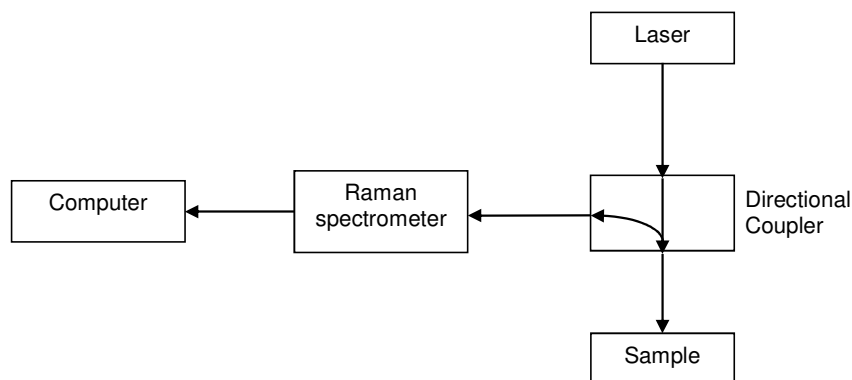 Laser
Computer
Raman
spectrometer
Directional
Coupler
Sample